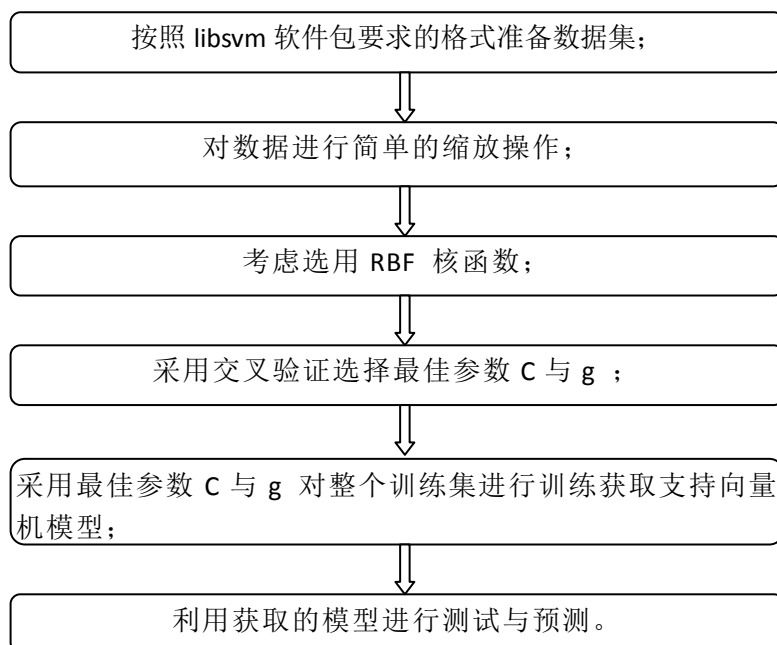 按照 libsvm 软件包要求的格式准备数据集；
对数据进行简单的缩放操作；
考虑选用 RBF 核函数；
采用交叉验证选择最佳参数 C 与 g ；
采用最佳参数 C 与 g 对整个训练集进行训练获取支持向量
机模型；
利用获取的模型进行测试与预测。